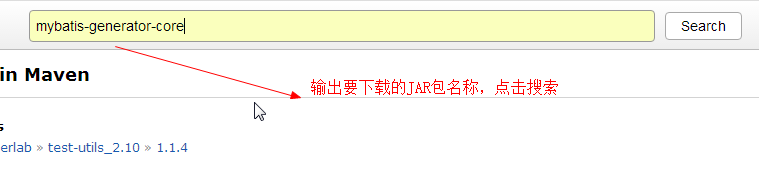 mybatis-generator-core
Search
in Maven
输出要下载的JAR包名称，点击搜索
s
erlab » test-utils_2.10 » 1.1.4